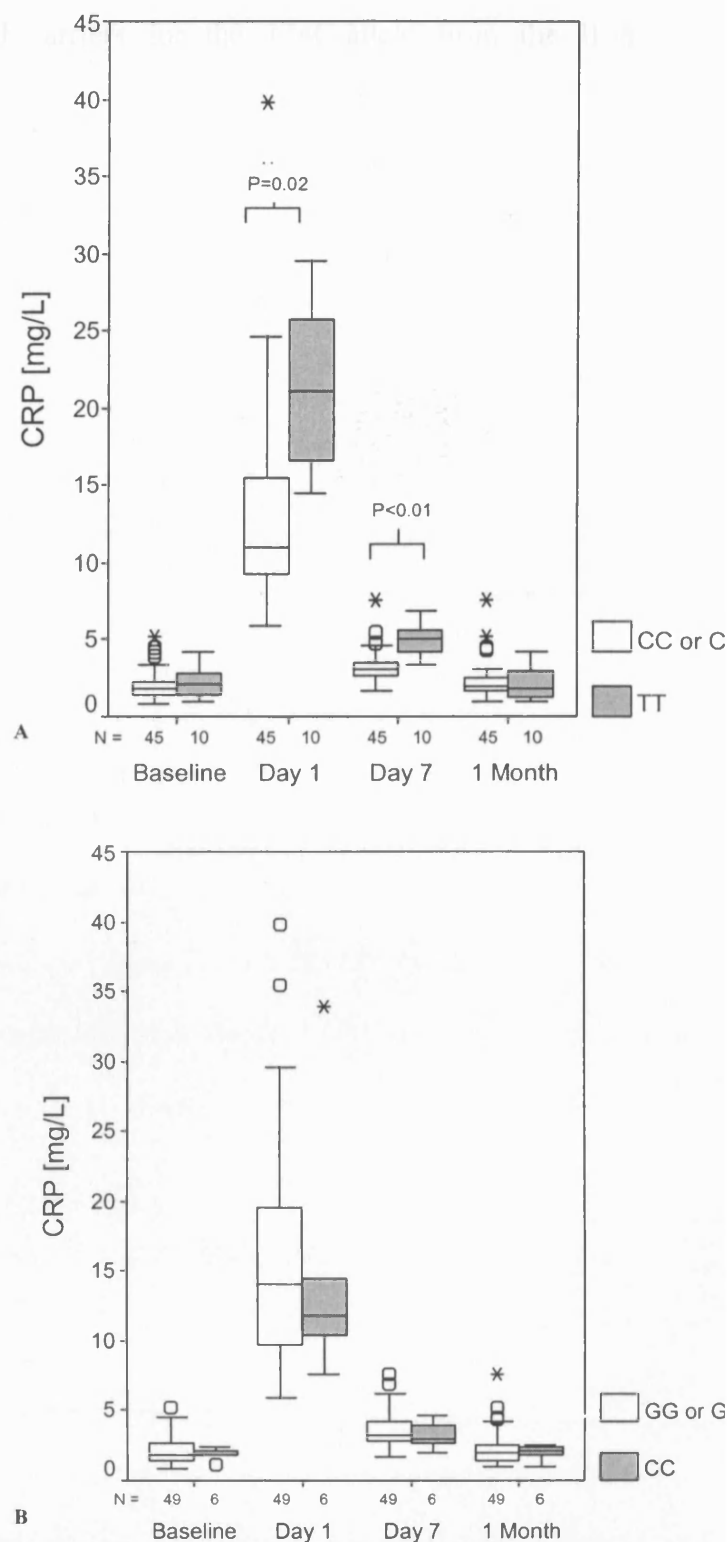 45
40
P=0.02
35
30
25
20
15
P<0.01
10
5
0
CRP [mg/L]
CC or C
TT
A
N = 45 10 45 10 45 10 45 10
Baseline Day 1 Day 7 1 Month
45
40
35
30
25
20
15
10
5
0
CRP [mg/L]
GG or G
CC
N = 49 6 49 6 49 6 49 6
B
Baseline Day 1 Day 7 1 Month